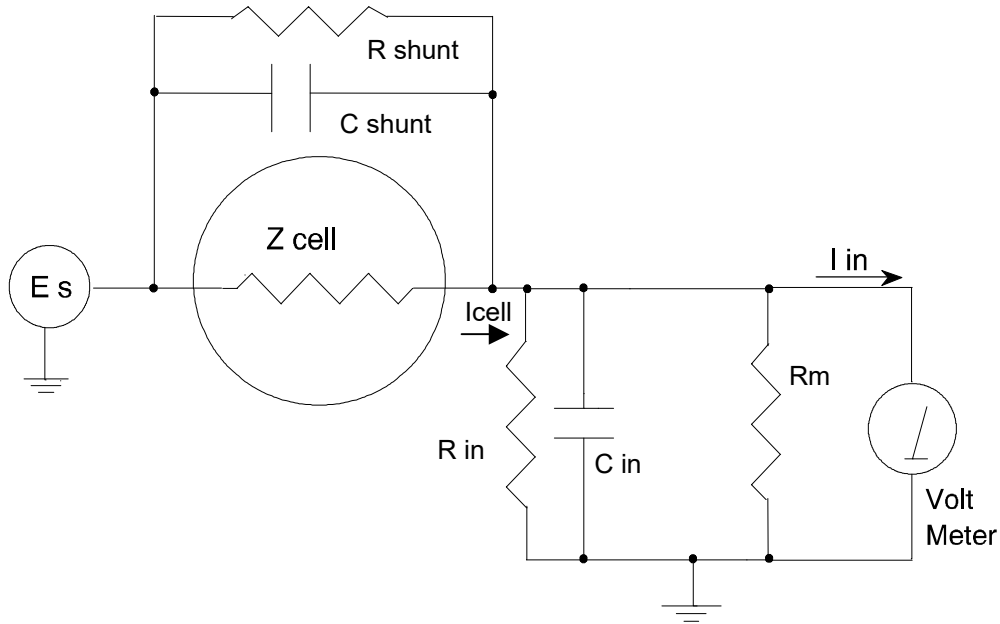 R shunt
C shunt
Z cell
E s
I in
Icell
Rm
R in
C in
Volt
Meter